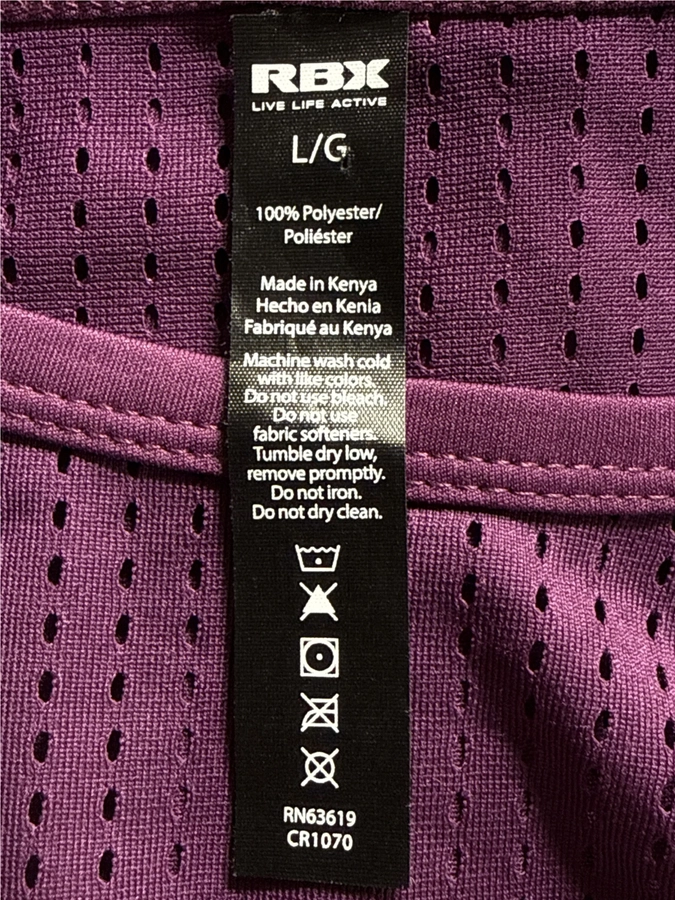 RBX
LIVE LIFE ACTIVE
L/G
100% Polyester/
Poliéster
Made in Kenya
Hecho en Kenia
Fabriqué au Kenya
Machine wash cold
with like colors.
Do not use bleach.
Do not use
fabric softeners.
Tumble dry low,
remove promptly.
Do not iron.
Do not dry clean.
RN63619
CR1070